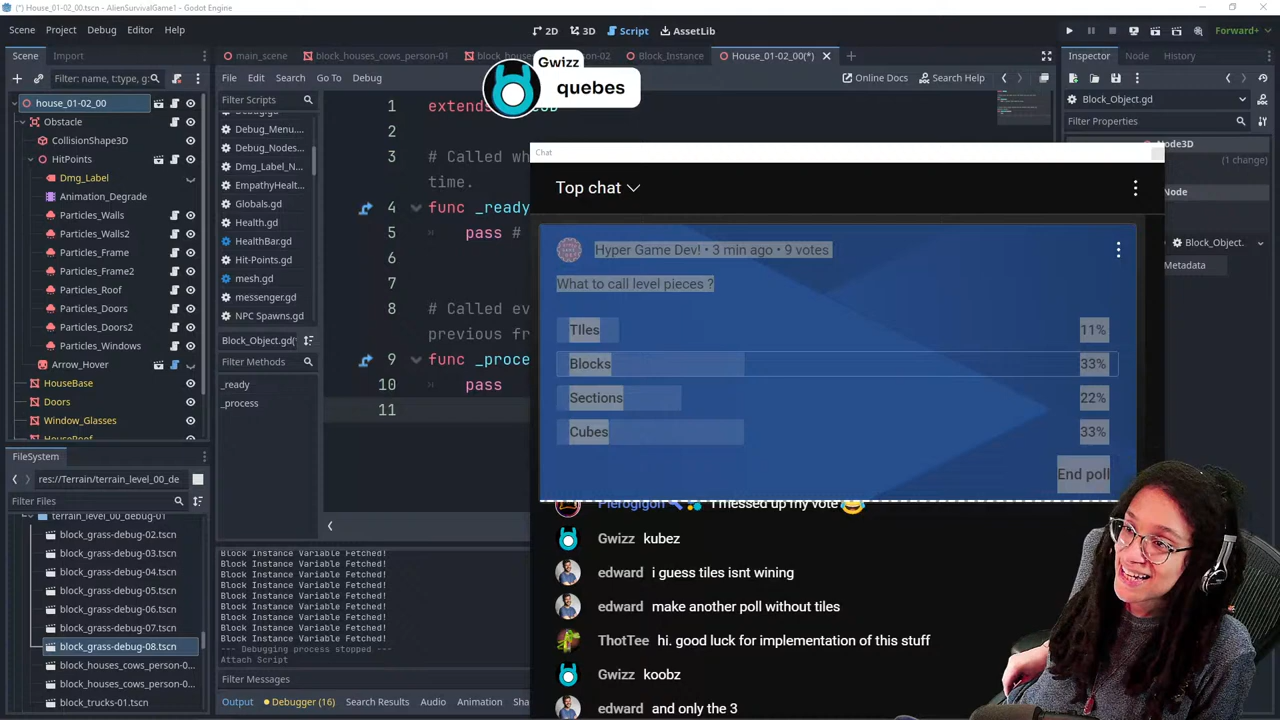 (*) House_01-02_00.tscn - AlienSurvivalGame1 - Godot Engine
Scene Project Debug Editor Help
2D 3D Script AssetLib
Forward+
Scene Import
main_scene
block_houses_cows_person-01
Block_Instance
House_01-02_00(*)
Inspector Node History
Filter: name, t:type, g:
File Edit Search Go To Debug
Online Docs Search Help
Block_Object.gd
Filter Properties
Node3D
(1 change)
Node
Block_Object.
Metadata
house_01-02_00
Obstacle
CollisionShape3D
HitPoints
Dmg_Label
Animation_Degrade
Particles_Walls
Particles_Walls2
Particles_Frame
Particles_Frame2
Particles_Roof
Particles_Doors
Particles_Doors2
Particles_Windows
Arrow_Hover
HouseBase
Doors
Window_Glasses
HouseRoof
Filter Scripts
Debug_Menu....
Debug_Nodes...
Dmg_Label_N...
EmpathyHealt...
Globals.gd
Health.gd
HealthBar.gd
Hit-Points.gd
mesh.gd
messenger.gd
NPC Spawns.gd
Block_Object.gd(
Filter Methods
_ready
_process
1 extends
2
3 # Called wh
time.
4 func _ready
5 pass #
6
7
8 # Called ev
previous fr
9 func _proce
10 pass
11
Gwizz
quebes
Chat
Top chat
Hyper Game Dev! • 3 min ago • 9 votes
What to call level pieces ?
TIles 11%
Blocks 33%
Sections 22%
Cubes 33%
End poll
Pierogigon I messed up my vote
Gwizz kubez
edward i guess tiles isnt wining
edward make another poll without tiles
ThotTee hi. good luck for implementation of this stuff
Gwizz koobz
edward and only the 3
FileSystem
res://Terrain/terrain_level_00_de
Filter Files
terrain_level_00_debug-01
block_grass-debug-02.tscn
block_grass-debug-03.tscn
block_grass-debug-04.tscn
block_grass-debug-05.tscn
block_grass-debug-06.tscn
block_grass-debug-07.tscn
block_grass-debug-08.tscn
block_houses_cows_person-0...
block_houses_cows_person-0...
block_trucks-01.tscn
Block Instance Variable Fetched!
Block Instance Variable Fetched!
Block Instance Variable Fetched!
Block Instance Variable Fetched!
Block Instance Variable Fetched!
Block Instance Variable Fetched!
Block Instance Variable Fetched!
Block Instance Variable Fetched!
Block Instance Variable Fetched!
--- Debugging process stopped ---
Attach Script
Filter Messages
Output Debugger (16) Search Results Audio Animation Sha